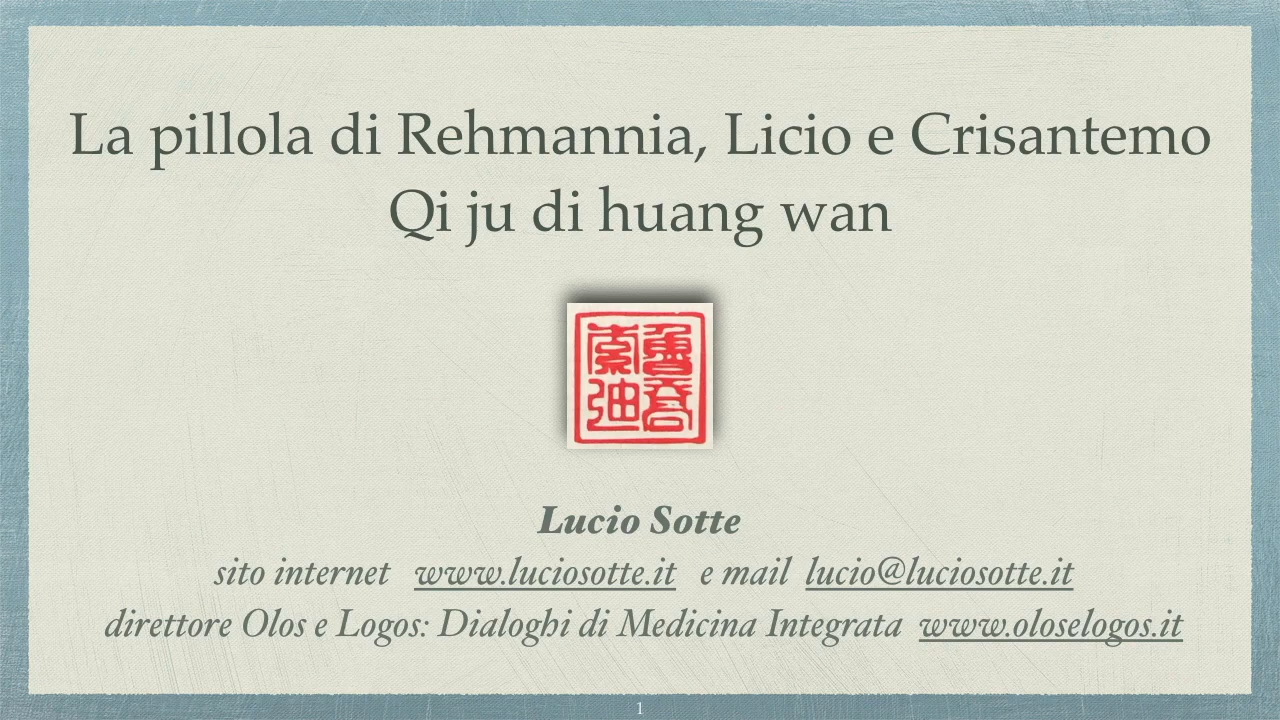 La pillola di Rehmannia, Licio e Crisantemo
Qi ju di huang wan
Lucio Sotte
sito internet www.luciosotte.it e mail lucio@luciosotte.it
direttore Olos e Logos: Dialoghi di Medicina Integrata www.oloselogos.it
1